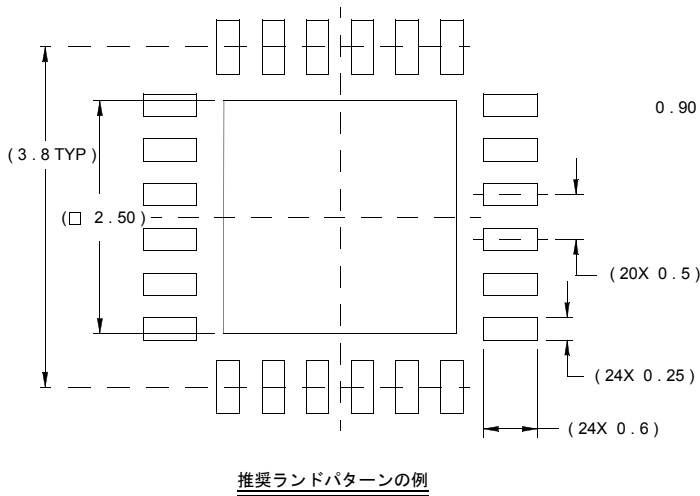 0.90
( 3 . 8 TYP )
( □ 2 . 50 )
( 20X 0 . 5 )
( 24X 0 . 25 )
( 24X 0 . 6 )
推奨ランドパターンの例